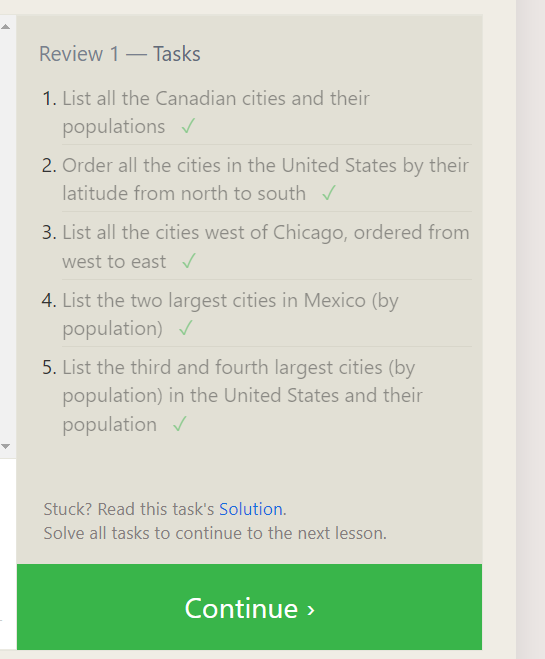 Review 1 — Tasks
1. List all the Canadian cities and their
populations ✓
2. Order all the cities in the United States by their
latitude from north to south ✓
3. List all the cities west of Chicago, ordered from
west to east ✓
4. List the two largest cities in Mexico (by
population) ✓
5. List the third and fourth largest cities (by
population) in the United States and their
population ✓
Stuck? Read this task's Solution.
Solve all tasks to continue to the next lesson.
Continue ›